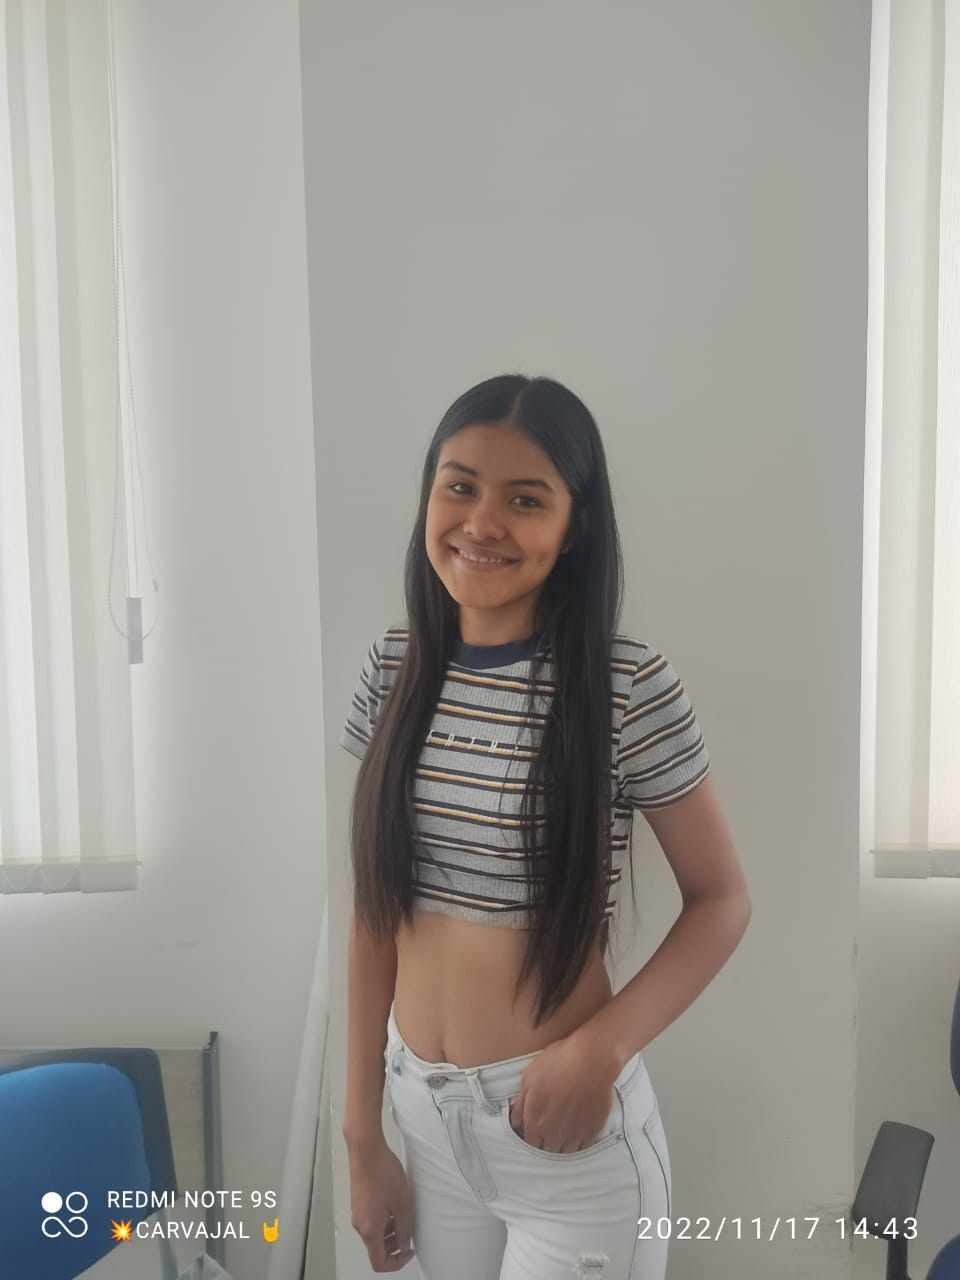 REDMI NOTE 9S
💥CARVAJAL 🤘
2022/11/17 14:43